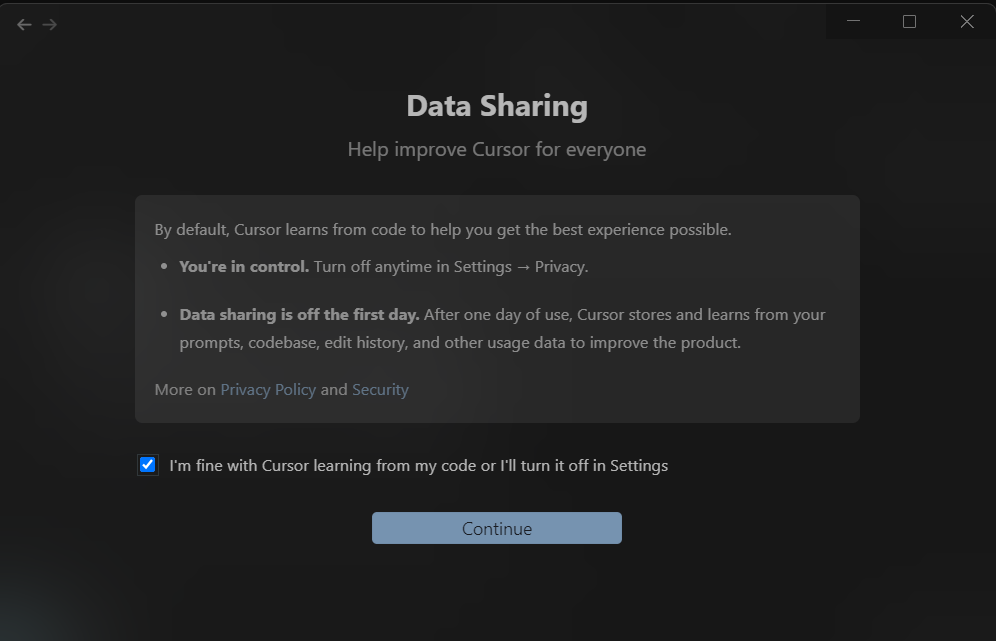 Data Sharing
Help improve Cursor for everyone
By default, Cursor learns from code to help you get the best experience possible.
• You're in control. Turn off anytime in Settings → Privacy.
• Data sharing is off the first day. After one day of use, Cursor stores and learns from your
prompts, codebase, edit history, and other usage data to improve the product.
More on Privacy Policy and Security
I'm fine with Cursor learning from my code or I'll turn it off in Settings
Continue